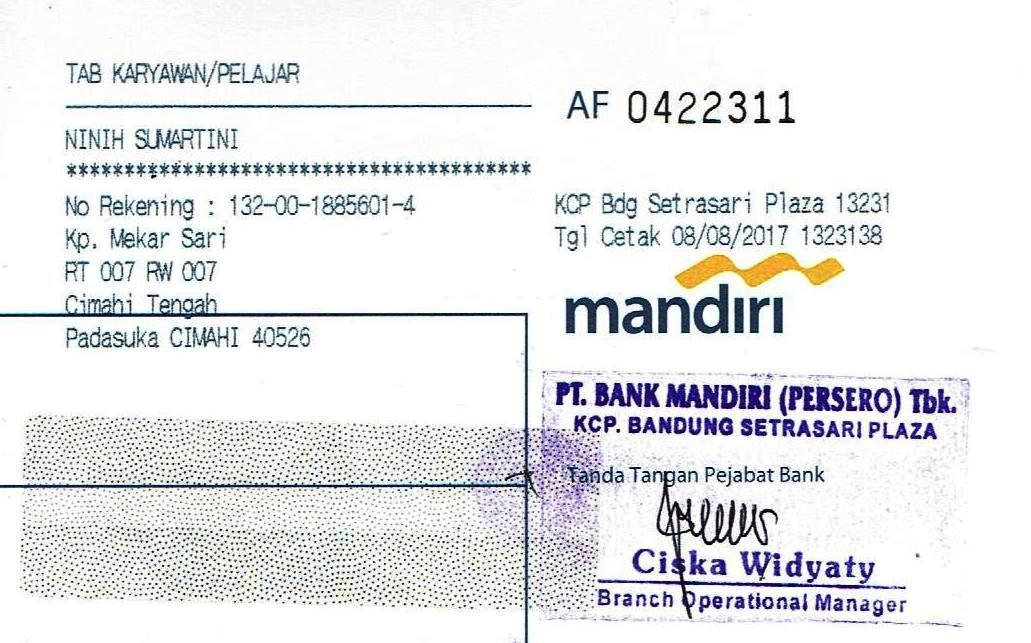 TAB KARYAWAN/PELAJAR
AF 0422311
NINIH SUMARTINI
****************************************
No Rekening : 132-00-1885601-4
Kp. Mekar Sari
RT 007 RW 007
Cimahi Tengah
Padasuka CIMAHI 40526
KCP Bdg Setrasari Plaza 13231
Tgl Cetak 08/08/2017 1323138
mandiri
PT. BANK MANDIRI (PERSERO) Tbk.
KCP. BANDUNG SETRASARI PLAZA
Tanda Tangan Pejabat Bank
Ciska Widyaty
Branch Operational Manager